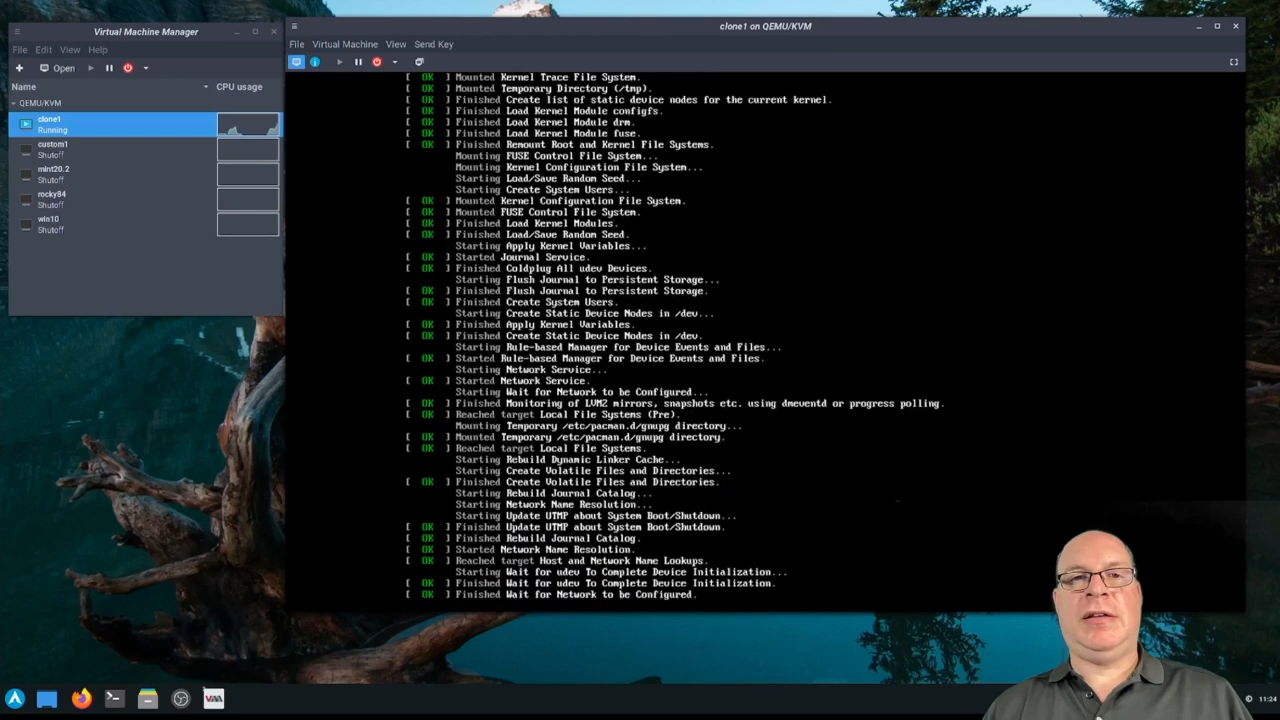 Virtual Machine Manager
File Edit View Help
Open
Name CPU usage
QEMU/KVM
clone1
Running
custom1
Shutoff
mint20.2
Shutoff
rocky84
Shutoff
win10
Shutoff
clone1 on QEMU/KVM
File Virtual Machine View Send Key
[ OK ] Mounted Kernel Trace File System.
[ OK ] Mounted Temporary Directory (/tmp).
[ OK ] Finished Create list of static device nodes for the current kernel.
[ OK ] Finished Load Kernel Module configfs.
[ OK ] Finished Load Kernel Module drm.
[ OK ] Finished Load Kernel Module fuse.
[ OK ] Finished Remount Root and Kernel File Systems.
Mounting FUSE Control File System...
Mounting Kernel Configuration File System...
Starting Load/Save Random Seed...
Starting Create System Users...
[ OK ] Mounted Kernel Configuration File System.
[ OK ] Mounted FUSE Control File System.
[ OK ] Finished Load Kernel Modules.
[ OK ] Finished Load/Save Random Seed.
Starting Apply Kernel Variables...
[ OK ] Started Journal Service.
[ OK ] Finished Coldplug All udev Devices.
Starting Flush Journal to Persistent Storage...
[ OK ] Finished Flush Journal to Persistent Storage.
[ OK ] Finished Create System Users.
Starting Create Static Device Nodes in /dev...
[ OK ] Finished Apply Kernel Variables.
[ OK ] Finished Create Static Device Nodes in /dev.
Starting Rule-based Manager for Device Events and Files...
[ OK ] Started Rule-based Manager for Device Events and Files.
Starting Network Service...
[ OK ] Started Network Service.
Starting Wait for Network to be Configured...
[ OK ] Finished Monitoring of LVM2 mirrors, snapshots etc. using dmeventd or progress polling.
[ OK ] Reached target Local File Systems (Pre).
Mounting Temporary /etc/pacman.d/gnupg directory...
[ OK ] Mounted Temporary /etc/pacman.d/gnupg directory.
[ OK ] Reached target Local File Systems.
Starting Rebuild Dynamic Linker Cache...
Starting Create Volatile Files and Directories...
[ OK ] Finished Create Volatile Files and Directories.
Starting Rebuild Journal Catalog...
Starting Network Name Resolution...
Starting Update UTMP about System Boot/Shutdown...
[ OK ] Finished Update UTMP about System Boot/Shutdown.
[ OK ] Finished Rebuild Journal Catalog.
[ OK ] Started Network Name Resolution.
[ OK ] Reached target Host and Network Name Lookups.
Starting Wait for udev To Complete Device Initialization...
[ OK ] Finished Wait for udev To Complete Device Initialization.
[ OK ] Finished Wait for Network to be Configured.
11:24